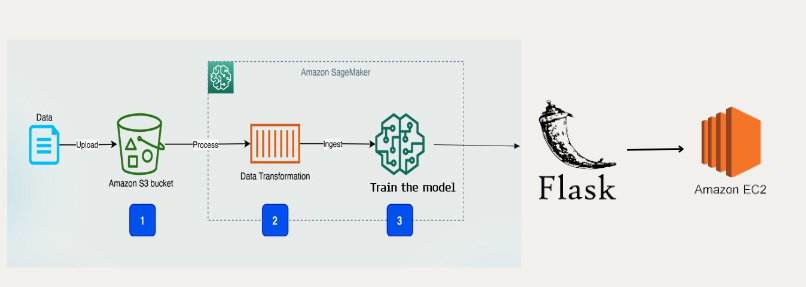 Amazon SageMaker
Data
Upload
Process
Ingest
Amazon S3 bucket
Data Transformation
Train the model
Flask
Amazon EC2
1
2
3